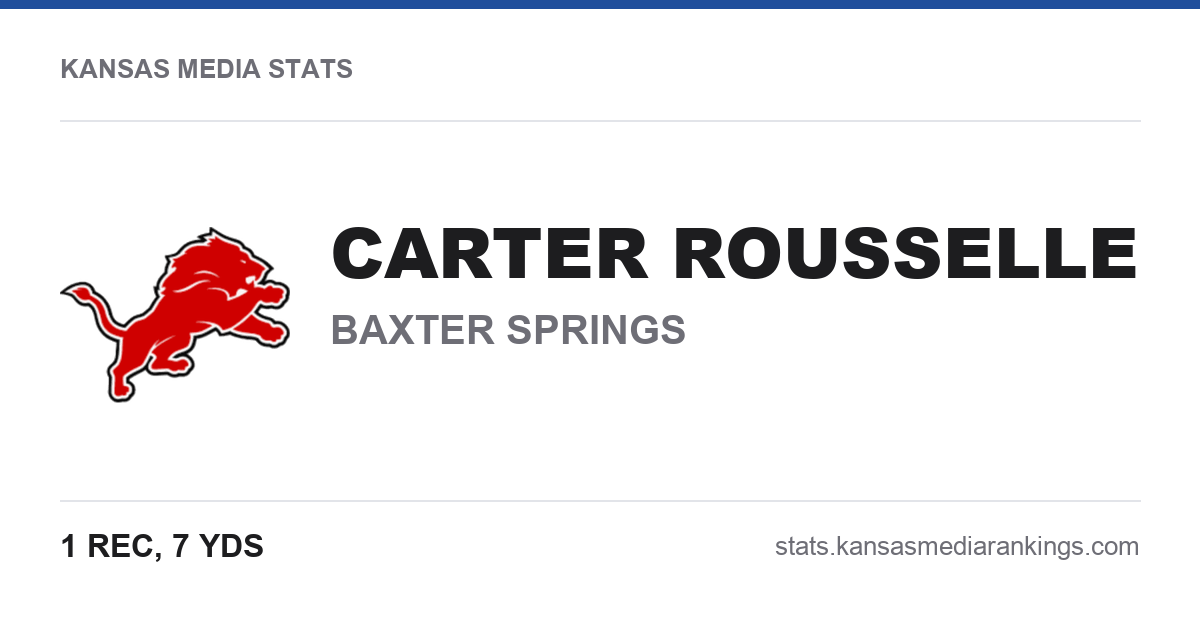 KANSAS MEDIA STATS
CARTER ROUSSELLE
BAXTER SPRINGS
1 REC, 7 YDS
stats.kansasmediarankings.com